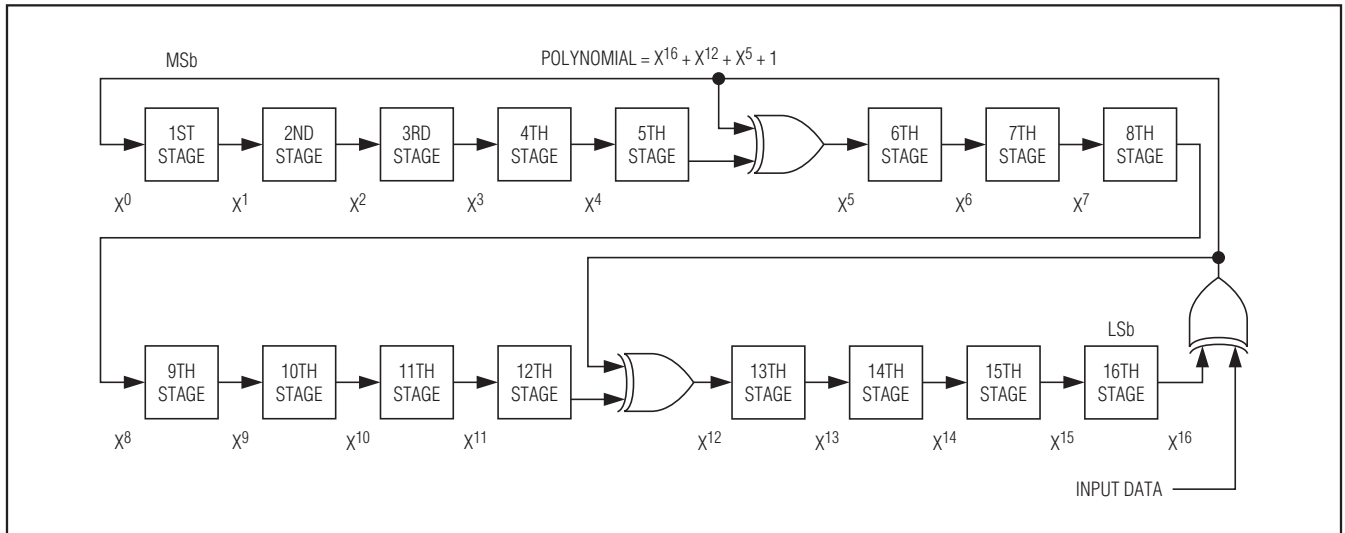 MSb
POLYNOMIAL = X¹⁶ + X¹² + X⁵ + 1
1ST STAGE
2ND STAGE
3RD STAGE
4TH STAGE
5TH STAGE
6TH STAGE
7TH STAGE
8TH STAGE
X⁰
X¹
X²
X³
X⁴
X⁵
X⁶
X⁷
LSb
9TH STAGE
10TH STAGE
11TH STAGE
12TH STAGE
13TH STAGE
14TH STAGE
15TH STAGE
16TH STAGE
X⁸
X⁹
X¹⁰
X¹¹
X¹²
X¹³
X¹⁴
X¹⁵
X¹⁶
INPUT DATA